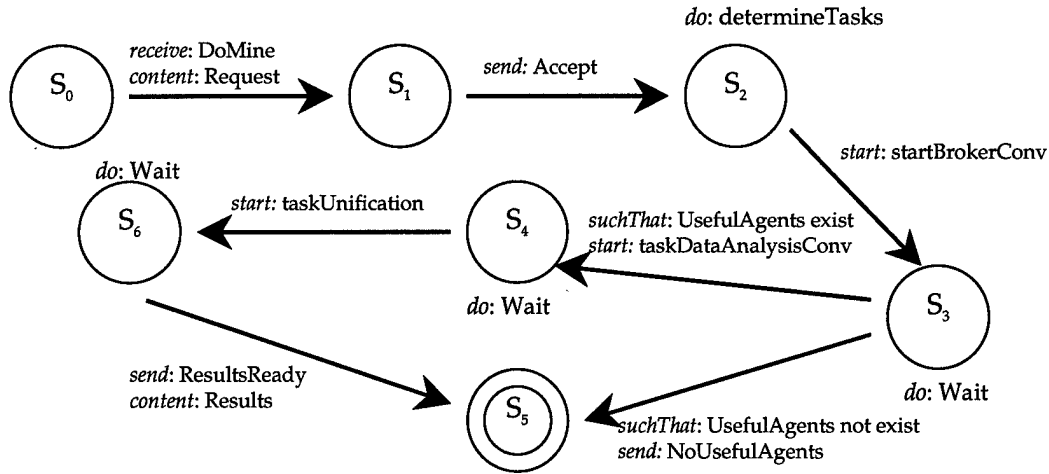 do: determineTasks
receive: DoMine
content: Request
send: Accept
S0
S1
S2
start: startBrokerConv
do: Wait
start: taskUnification
suchThat: UsefulAgents exist
start: taskDataAnalysisConv
S6
S4
S3
do: Wait
do: Wait
send: ResultsReady
content: Results
S5
suchThat: UsefulAgents not exist
send: NoUsefulAgents